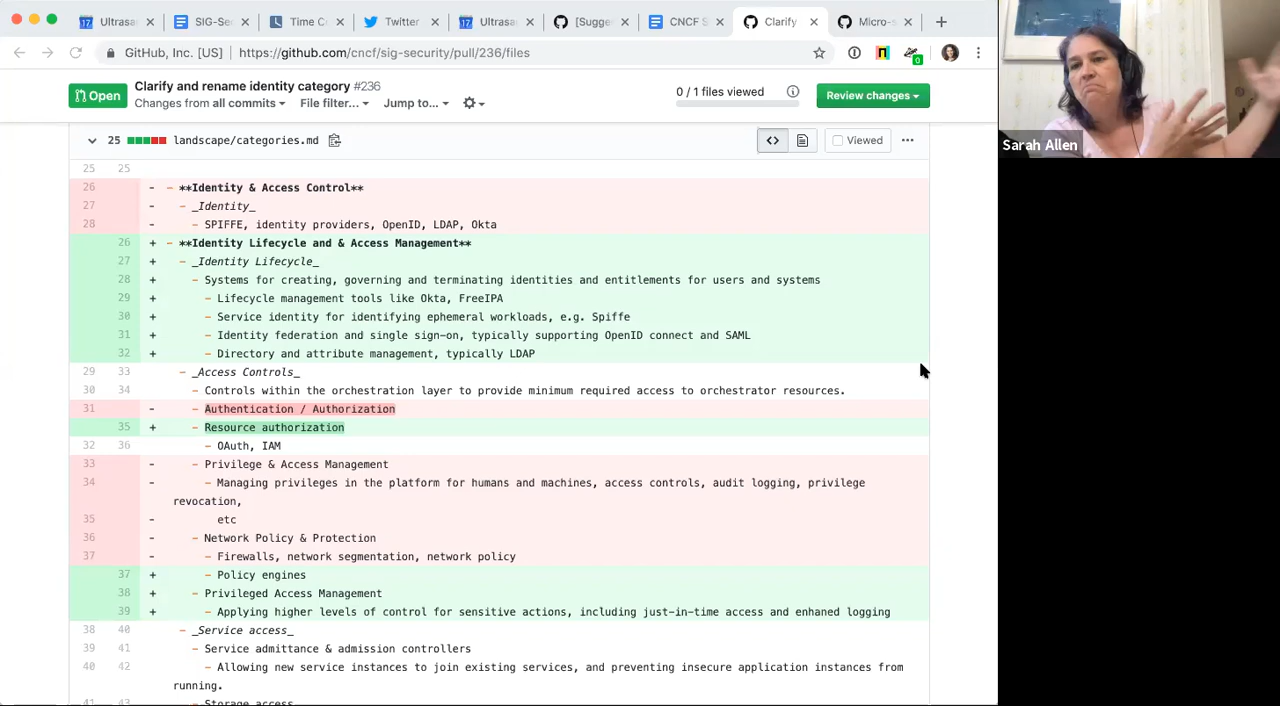 Ultrasa
SIG-Sec
Time C
Twitter
Ultrasa
[Sugge
CNCF S
Clarify
Micro-s
GitHub, Inc. [US]
https://github.com/cncf/sig-security/pull/236/files
0
Sarah Allen
Open
Clarify and rename identity category #236
Changes from all commits
File filter...
Jump to...
0 / 1 files viewed
Review changes
25
landscape/categories.md
Viewed
25 25
26 - - **Identity & Access Control**
27 - - _Identity_
28 - - SPIFFE, identity providers, OpenID, LDAP, Okta
26 + - **Identity Lifecycle and & Access Management**
27 + - _Identity Lifecycle_
28 + - Systems for creating, governing and terminating identities and entitlements for users and systems
29 + - Lifecycle management tools like Okta, FreeIPA
30 + - Service identity for identifying ephemeral workloads, e.g. Spiffe
31 + - Identity federation and single sign-on, typically supporting OpenID connect and SAML
32 + - Directory and attribute management, typically LDAP
29 33 - _Access Controls_
30 34 - Controls within the orchestration layer to provide minimum required access to orchestrator resources.
31 - - Authentication / Authorization
35 + - Resource authorization
32 36 - OAuth, IAM
33 - - Privilege & Access Management
34 - - Managing privileges in the platform for humans and machines, access controls, audit logging, privilege
revocation,
35 - etc
36 - - Network Policy & Protection
37 - - Firewalls, network segmentation, network policy
37 + - Policy engines
38 + - Privileged Access Management
39 + - Applying higher levels of control for sensitive actions, including just-in-time access and enhaned logging
38 40 - _Service access_
39 41 - Service admittance & admission controllers
40 42 - Allowing new service instances to join existing services, and preventing insecure application instances from
running.
41 43 - Storage access